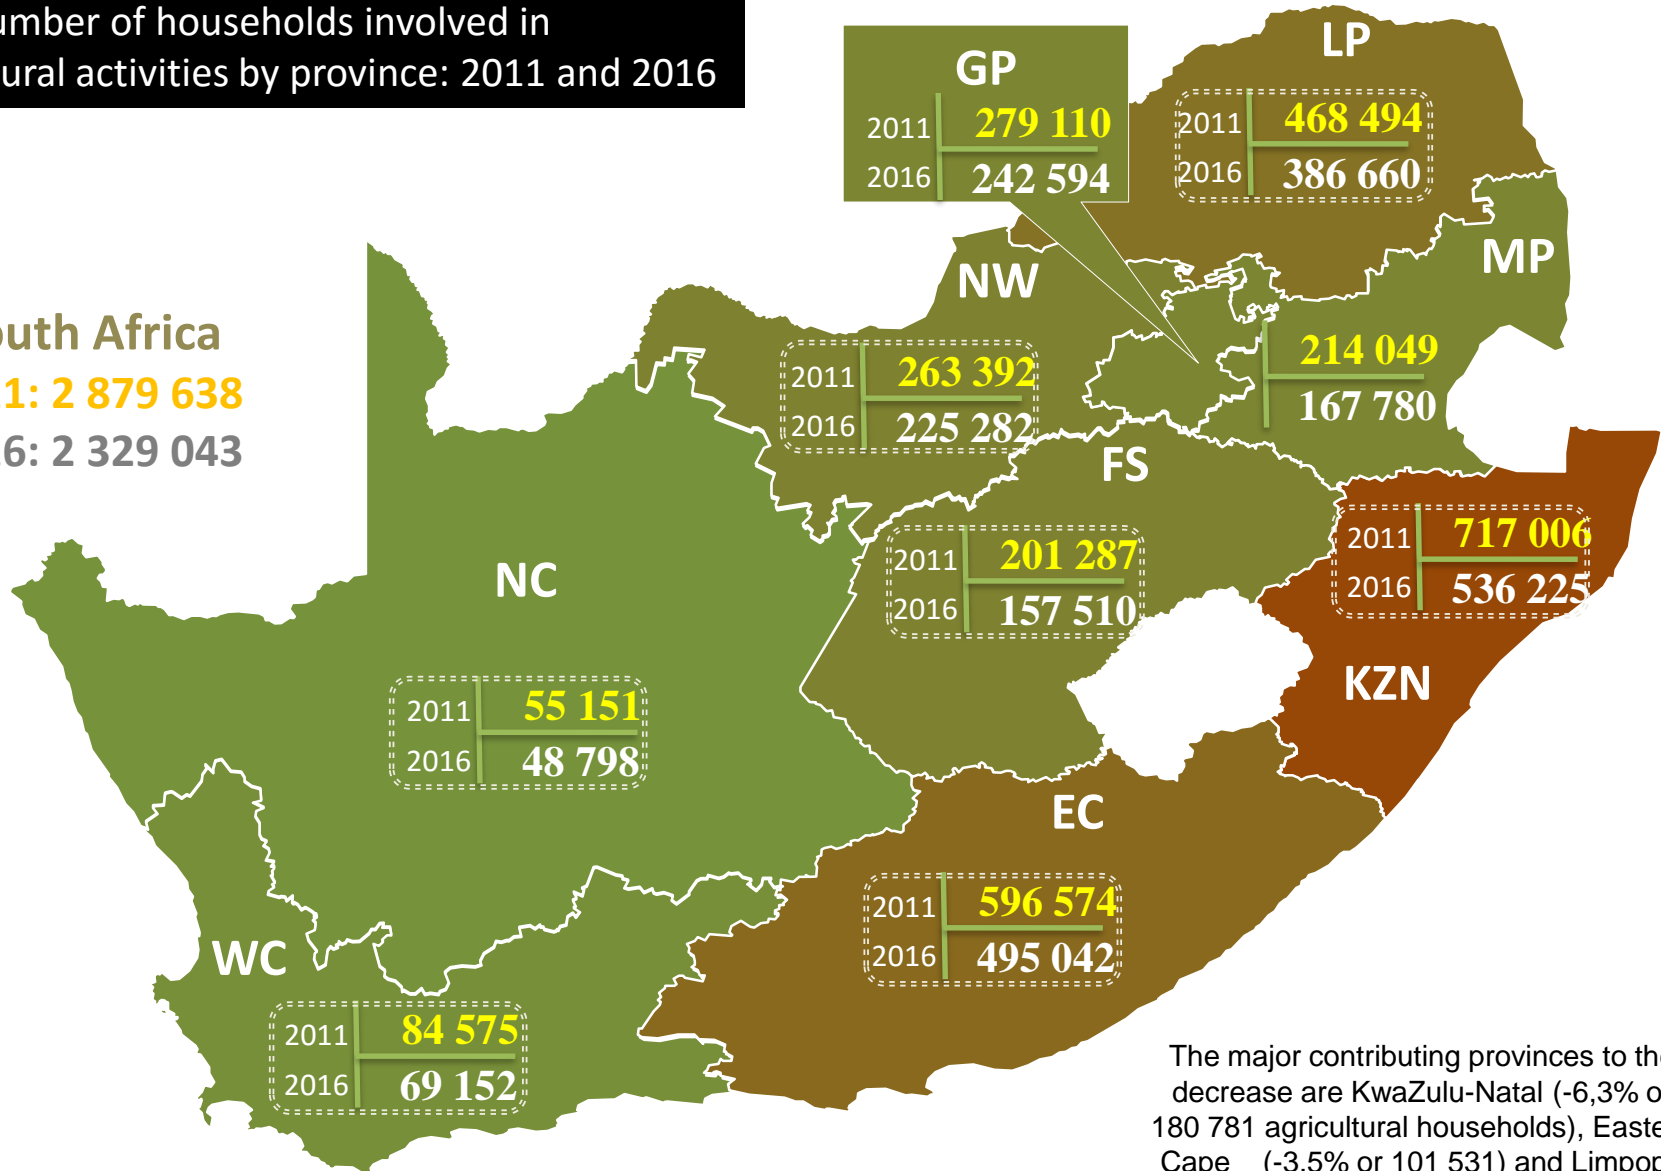 umber of households involved in
tural activities by province: 2011 and 2016
GP
2011 279 110
2016 242 594
LP
2011 468 494
2016 386 660
MP
214 049
167 780
NW
2011 263 392
2016 225 282
outh Africa
1: 2 879 638
6: 2 329 043
FS
2011 201 287
2016 157 510
2011 717 006
2016 536 225
KZN
NC
2011 55 151
2016 48 798
EC
2011 596 574
2016 495 042
WC
2011 84 575
2016 69 152
The major contributing provinces to the
decrease are KwaZulu-Natal (-6,3% o
180 781 agricultural households), Easte
Cape (-3,5% or 101 531) and Limpop